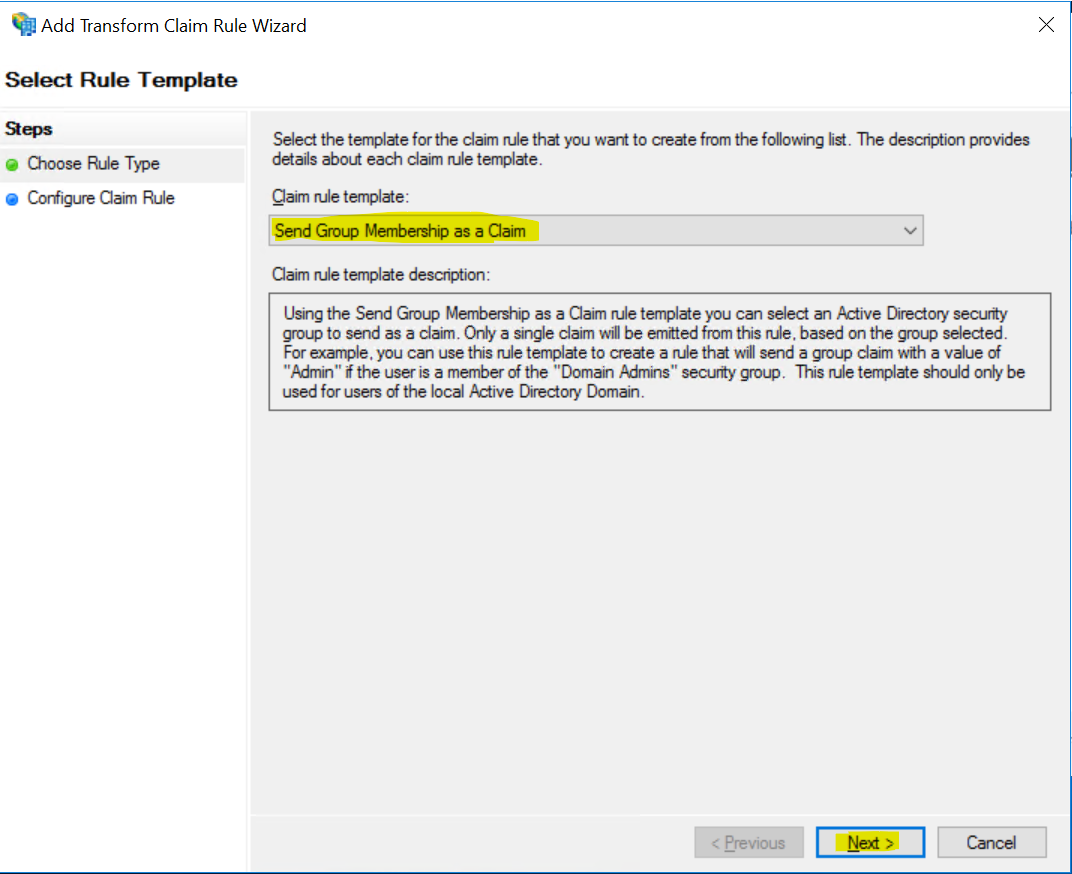 Add Transform Claim Rule Wizard
Select Rule Template
Steps
Choose Rule Type
Configure Claim Rule
Select the template for the claim rule that you want to create from the following list. The description provides
details about each claim rule template.
Claim rule template:
Send Group Membership as a Claim
Claim rule template description:
Using the Send Group Membership as a Claim rule template you can select an Active Directory security
group to send as a claim. Only a single claim will be emitted from this rule, based on the group selected.
For example, you can use this rule template to create a rule that will send a group claim with a value of
"Admin" if the user is a member of the "Domain Admins" security group.  This rule template should only be
used for users of the local Active Directory Domain.
< Previous
Next >
Cancel